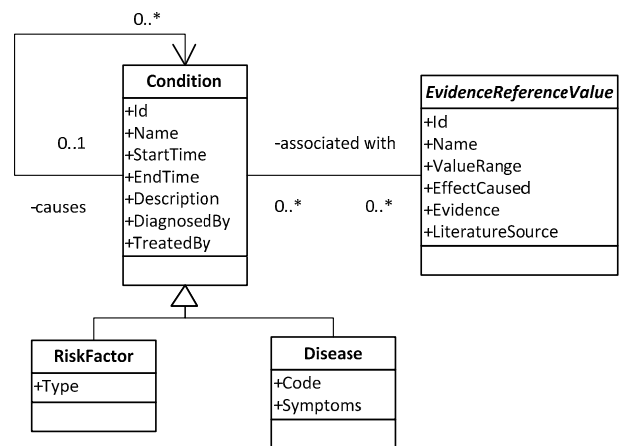 0..*
Condition
+Id
+Name
+StartTime
+EndTime
+Description
+DiagnosedBy
+TreatedBy
0..1
-causes
-associated with
0..*
0..*
EvidenceReferenceValue
+Id
+Name
+ValueRange
+EffectCaused
+Evidence
+LiteratureSource
RiskFactor
+Type
Disease
+Code
+Symptoms